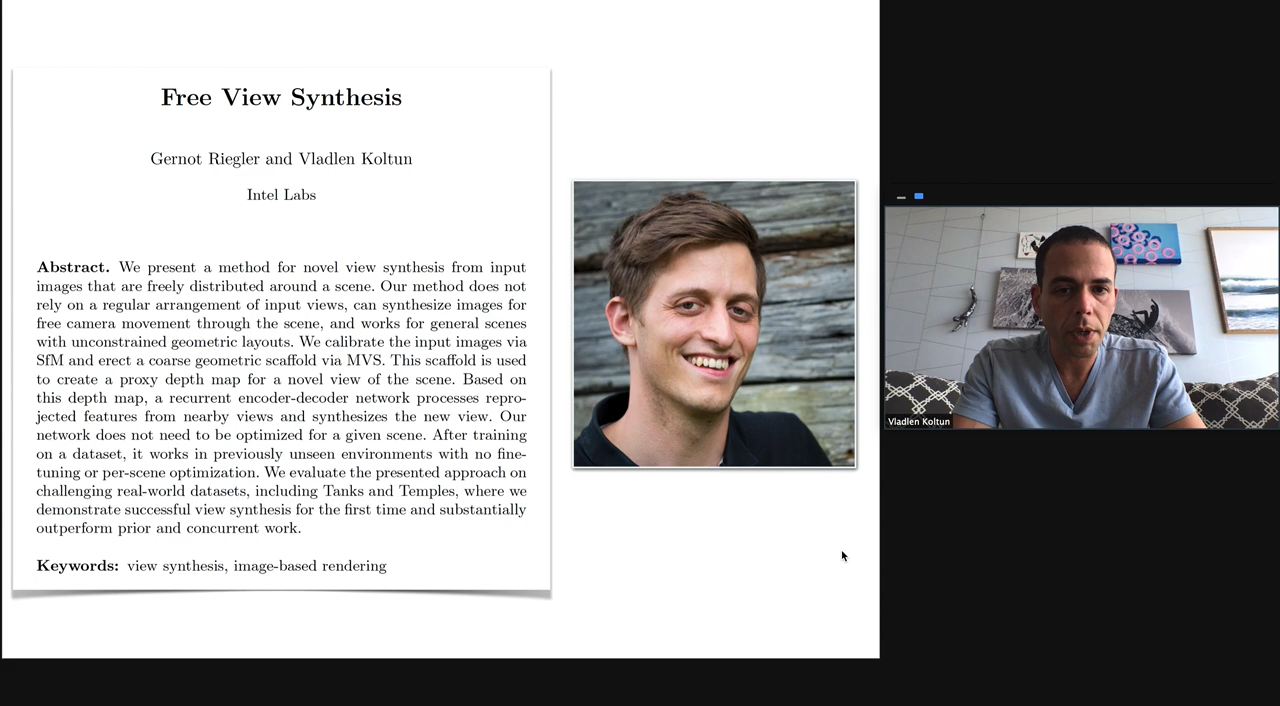 Free View Synthesis
Gernot Riegler and Vladlen Koltun
Intel Labs
Abstract. We present a method for novel view synthesis from input
images that are freely distributed around a scene. Our method does not
rely on a regular arrangement of input views, can synthesize images for
free camera movement through the scene, and works for general scenes
with unconstrained geometric layouts. We calibrate the input images via
SfM and erect a coarse geometric scaffold via MVS. This scaffold is used
to create a proxy depth map for a novel view of the scene. Based on
this depth map, a recurrent encoder-decoder network processes repro-
jected features from nearby views and synthesizes the new view. Our
network does not need to be optimized for a given scene. After training
on a dataset, it works in previously unseen environments with no fine-
tuning or per-scene optimization. We evaluate the presented approach on
challenging real-world datasets, including Tanks and Temples, where we
demonstrate successful view synthesis for the first time and substantially
outperform prior and concurrent work.
Keywords: view synthesis, image-based rendering
Vladlen Koltun